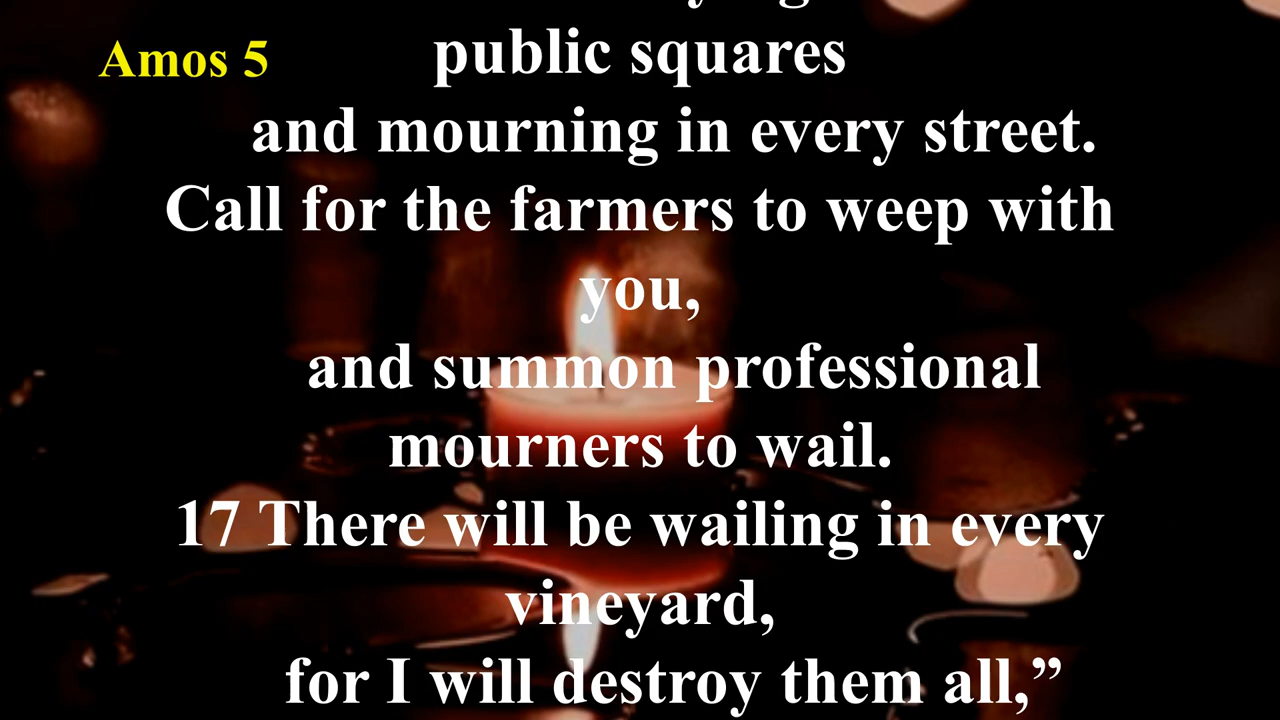 Amos 5
public squares
and mourning in every street.
Call for the farmers to weep with
you,
and summon professional
mourners to wail.
17 There will be wailing in every
vineyard,
for I will destroy them all,”